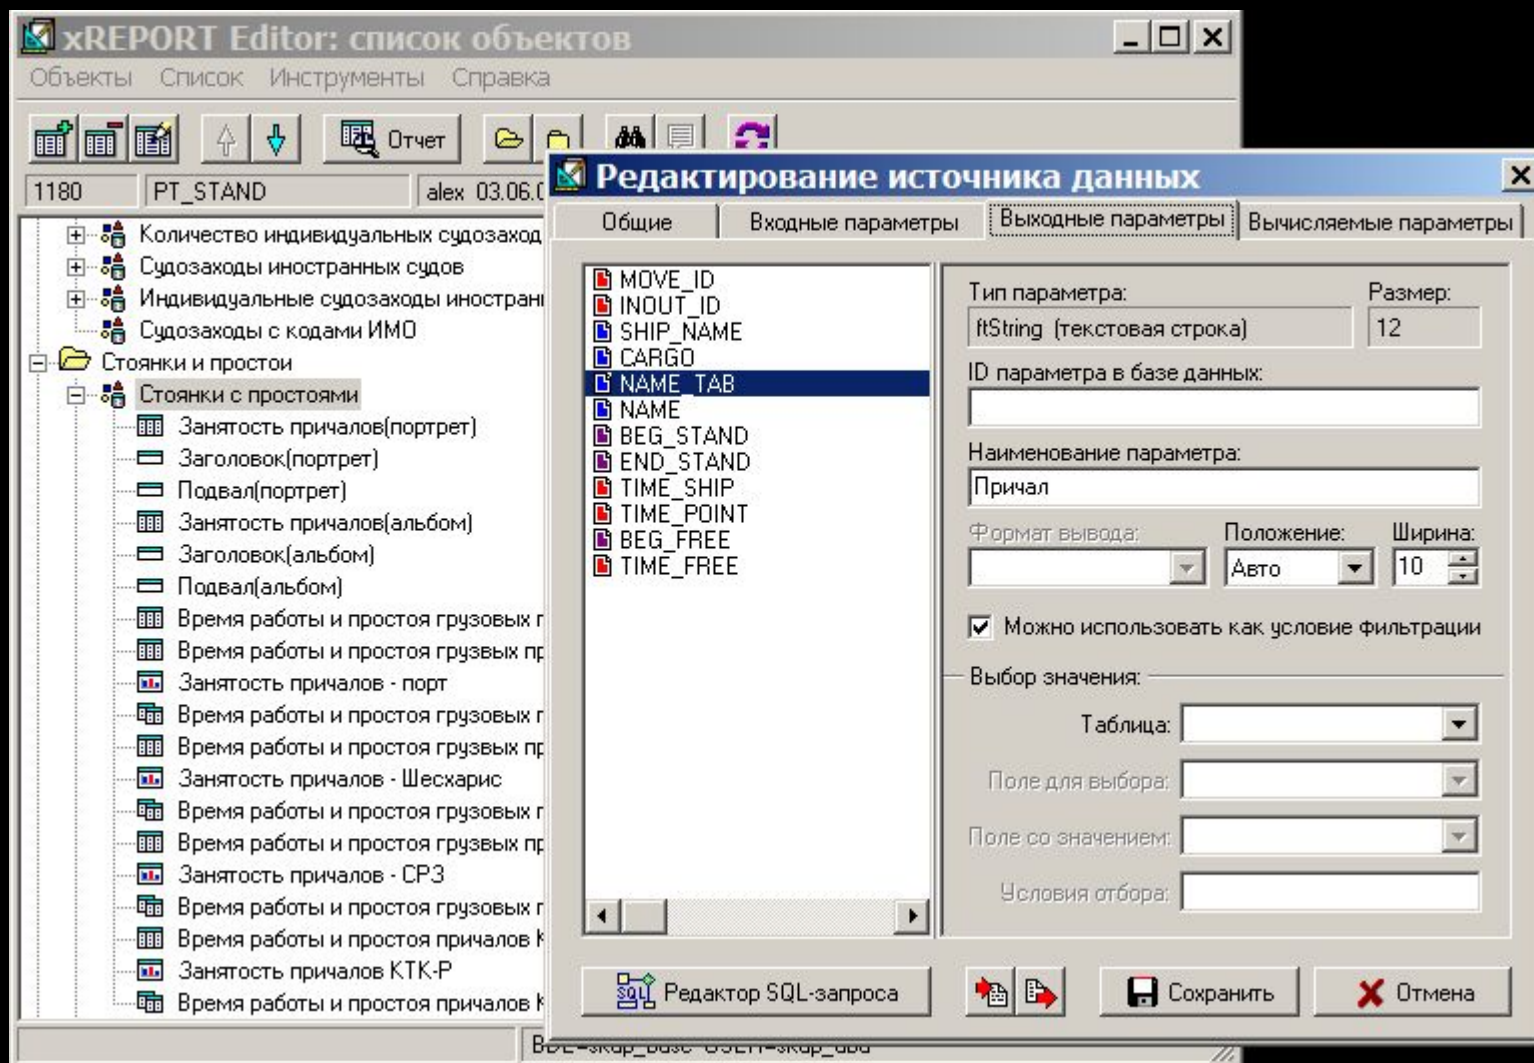 xREPORT Editor: список объектов
Объекты Список Инструменты Справка
Отчет
1180 PT_STAND alex 03.06.0
Количество индивидуальных судозаход
Судозаходы иностранных судов
Индивидуальные судозаходы иностран
Судозаходы с кодами ИМО
Стоянки и простои
Стоянки с простоями
Занятость причалов(портрет)
Заголовок(портрет)
Подвал(портрет)
Занятость причалов(альбом)
Заголовок(альбом)
Подвал(альбом)
Время работы и простоя грузовых г
Время работы и простоя грузвых пр
Занятость причалов - порт
Время работы и простоя грузовых г
Время работы и простоя грузвых пр
Занятость причалов - Шесхарис
Время работы и простоя грузовых г
Время работы и простоя грузвых пр
Занятость причалов - СРЗ
Время работы и простоя грузовых г
Время работы и простоя причалов К
Занятость причалов КТК-Р
Время работы и простоя причалов К
Редактирование источника данных
Общие Входные параметры Выходные параметры Вычисляемые параметры
MOVE_ID
INOUT_ID
SHIP_NAME
CARGO
NAME_TAB
NAME
BEG_STAND
END_STAND
TIME_SHIP
TIME_POINT
BEG_FREE
TIME_FREE
Тип параметра: Размер:
ftString (текстовая строка) 12
ID параметра в базе данных:
Наименование параметра:
Причал
Формат вывода: Положение: Ширина:
Авто 10
Можно использовать как условие фильтрации
Выбор значения:
Таблица:
Поле для выбора:
Поле со значением:
Условия отбора:
SQL Редактор SQL-запроса Сохранить Отмена